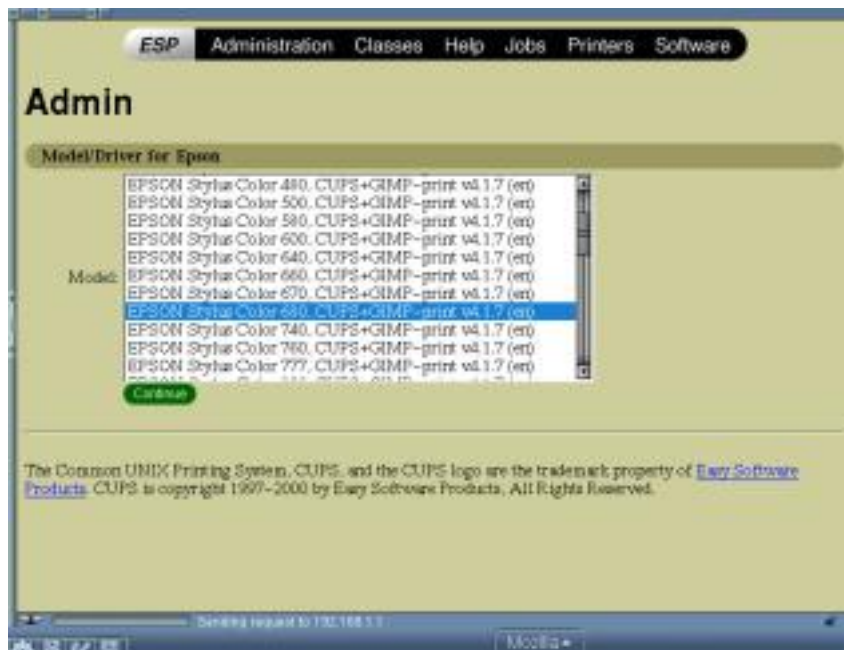 ESP Administration Classes Help Jobs Printers Software
Admin
Model/Driver for Epson
EPSON Stylus Color 480, CUPS+GIMP-print v4.1.7 (en)
EPSON Stylus Color 500, CUPS+GIMP-print v4.1.7 (en)
EPSON Stylus Color 580, CUPS+GIMP-print v4.1.7 (en)
EPSON Stylus Color 600, CUPS+GIMP-print v4.1.7 (en)
EPSON Stylus Color 640, CUPS+GIMP-print v4.1.7 (en)
Model: EPSON Stylus Color 660, CUPS+GIMP-print v4.1.7 (en)
EPSON Stylus Color 670, CUPS+GIMP-print v4.1.7 (en)
EPSON Stylus Color 680, CUPS+GIMP-print v4.1.7 (en)
EPSON Stylus Color 740, CUPS+GIMP-print v4.1.7 (en)
EPSON Stylus Color 760, CUPS+GIMP-print v4.1.7 (en)
EPSON Stylus Color 777, CUPS+GIMP-print v4.1.7 (en)
Continue
The Common UNIX Printing System, CUPS, and the CUPS logo are the trademark property of Easy Software
Products. CUPS is copyright 1997-2000 by Easy Software Products, All Rights Reserved.
Sending request to 192.168.1.1
Mozilla